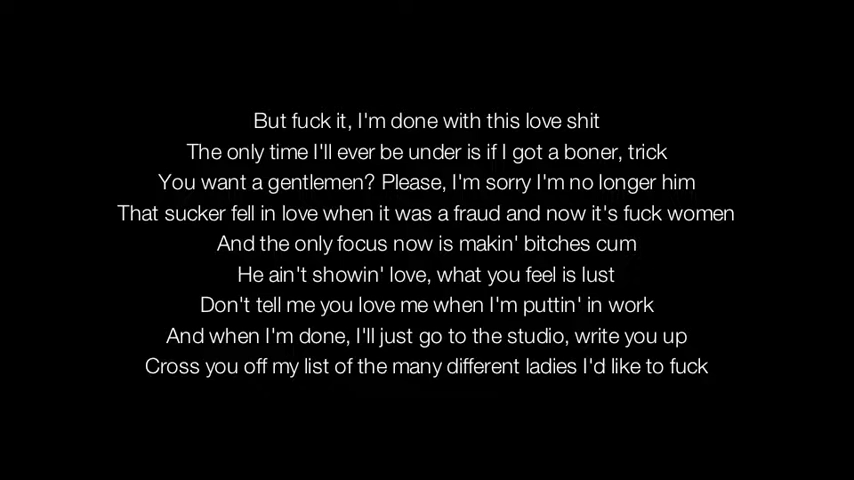 But fuck it, I'm done with this love shit
The only time I'll ever be under is if I got a boner, trick
You want a gentlemen? Please, I'm sorry I'm no longer him
That sucker fell in love when it was a fraud and now it's fuck women
And the only focus now is makin' bitches cum
He ain't showin' love, what you feel is lust
Don't tell me you love me when I'm puttin' in work
And when I'm done, I'll just go to the studio, write you up
Cross you off my list of the many different ladies I'd like to fuck